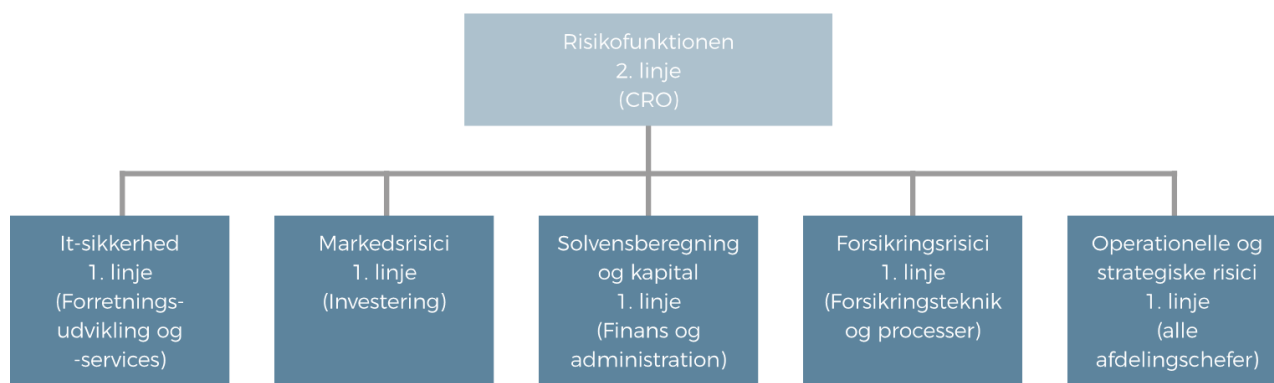 Risikofunktionen
2. linje
(CRO)
It-sikkerhed
1. linje
(Forretnings-
udvikling og
-services)
Markedsrisici
1. linje
(Investering)
Solvensberegning
og kapital
1. linje
(Finans og
administration)
Forsikringsrisici
1. linje
(Forsikringsteknik
og processer)
Operationelle og
strategiske risici
1. linje
(alle
afdelingschefer)